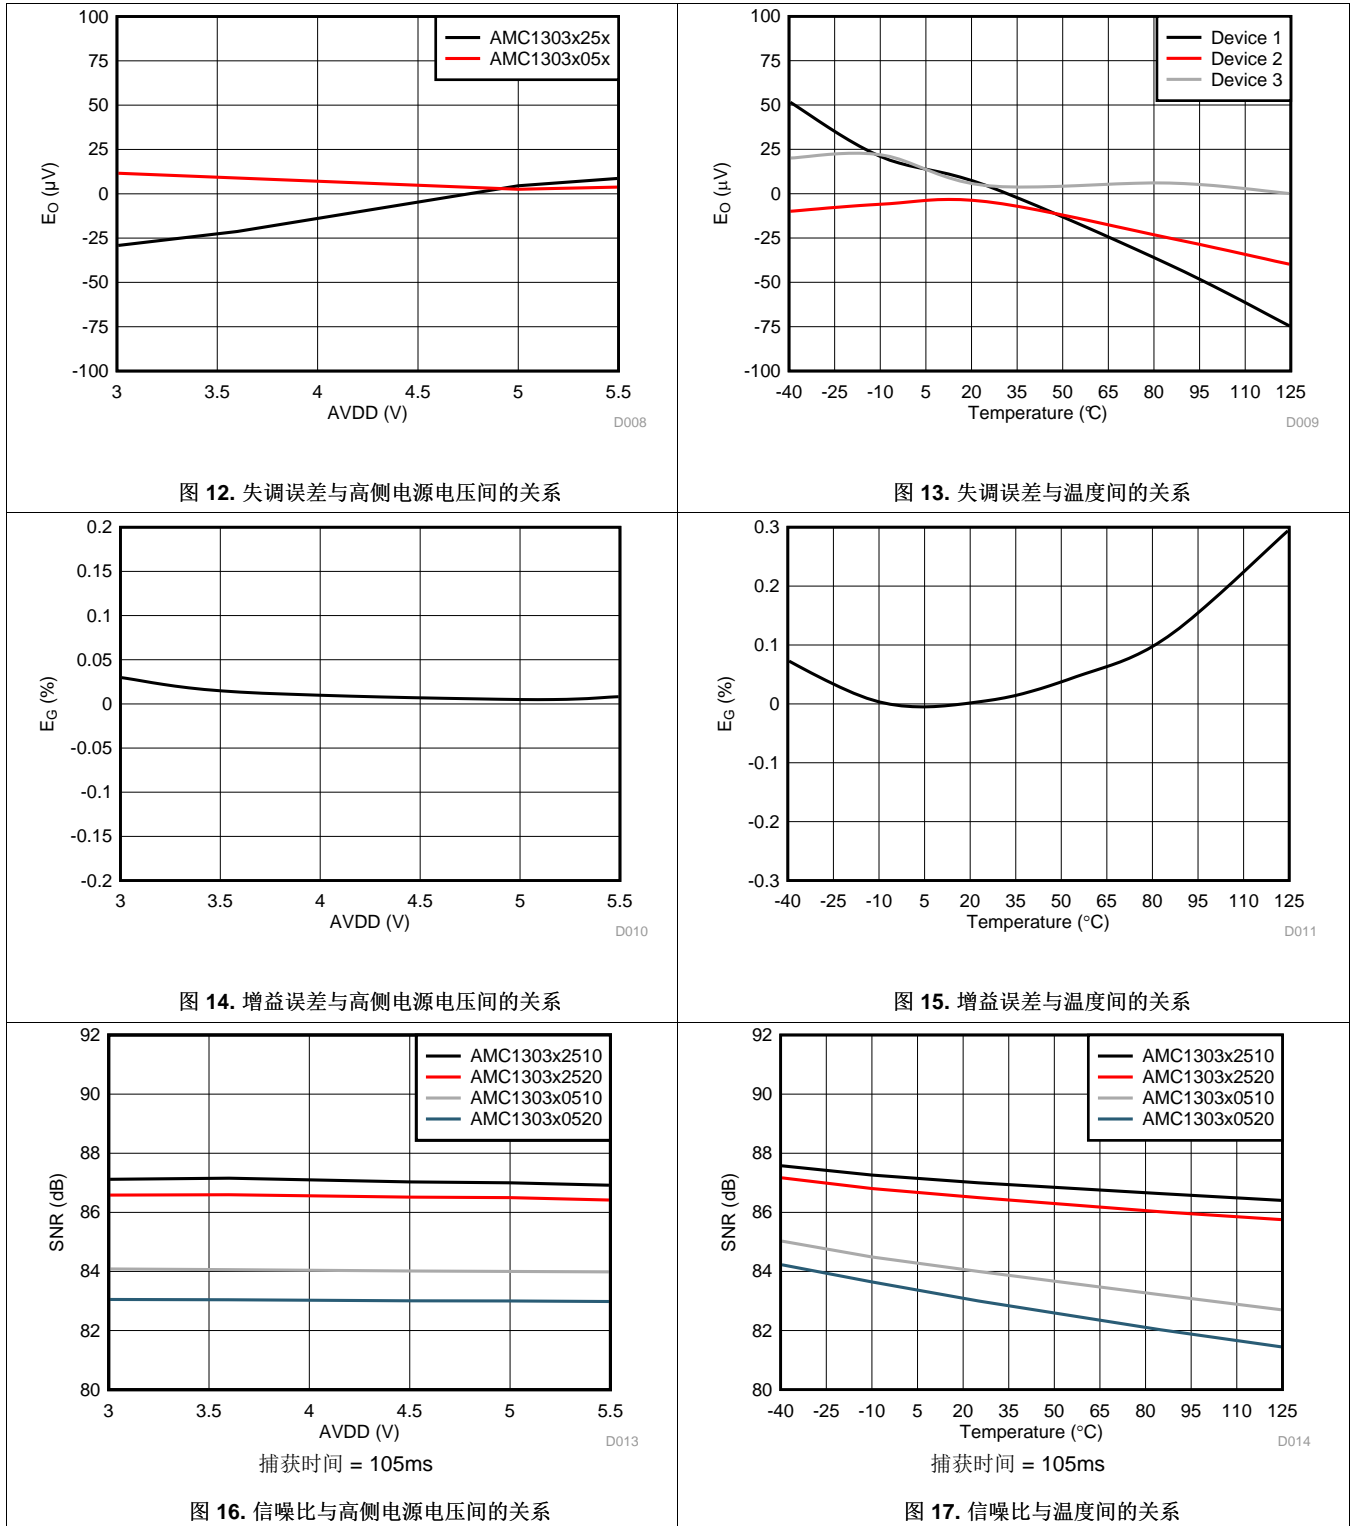 100
75
50
25
0
-25
-50
-75
-100
3 3.5 4 4.5 5 5.5
AVDD (V)
E_O (μV)
AMC1303x25x
AMC1303x05x
D008
图 12. 失调误差与高侧电源电压间的关系
100
75
50
25
0
-25
-50
-75
-100
-40 -25 -10 5 20 35 50 65 80 95 110 125
Temperature (°C)
E_O (μV)
Device 1
Device 2
Device 3
D009
图 13. 失调误差与温度间的关系
0.2
0.15
0.1
0.05
0
-0.05
-0.1
-0.15
-0.2
3 3.5 4 4.5 5 5.5
AVDD (V)
E_G (%)
D010
图 14. 增益误差与高侧电源电压间的关系
0.3
0.2
0.1
0
-0.1
-0.2
-0.3
-40 -25 -10 5 20 35 50 65 80 95 110 125
Temperature (°C)
E_G (%)
D011
图 15. 增益误差与温度间的关系
92
90
88
86
84
82
80
3 3.5 4 4.5 5 5.5
AVDD (V)
SNR (dB)
AMC1303x2510
AMC1303x2520
AMC1303x0510
AMC1303x0520
D013
捕获时间 = 105ms
图 16. 信噪比与高侧电源电压间的关系
92
90
88
86
84
82
80
-40 -25 -10 5 20 35 50 65 80 95 110 125
Temperature (°C)
SNR (dB)
AMC1303x2510
AMC1303x2520
AMC1303x0510
AMC1303x0520
D014
捕获时间 = 105ms
图 17. 信噪比与温度间的关系